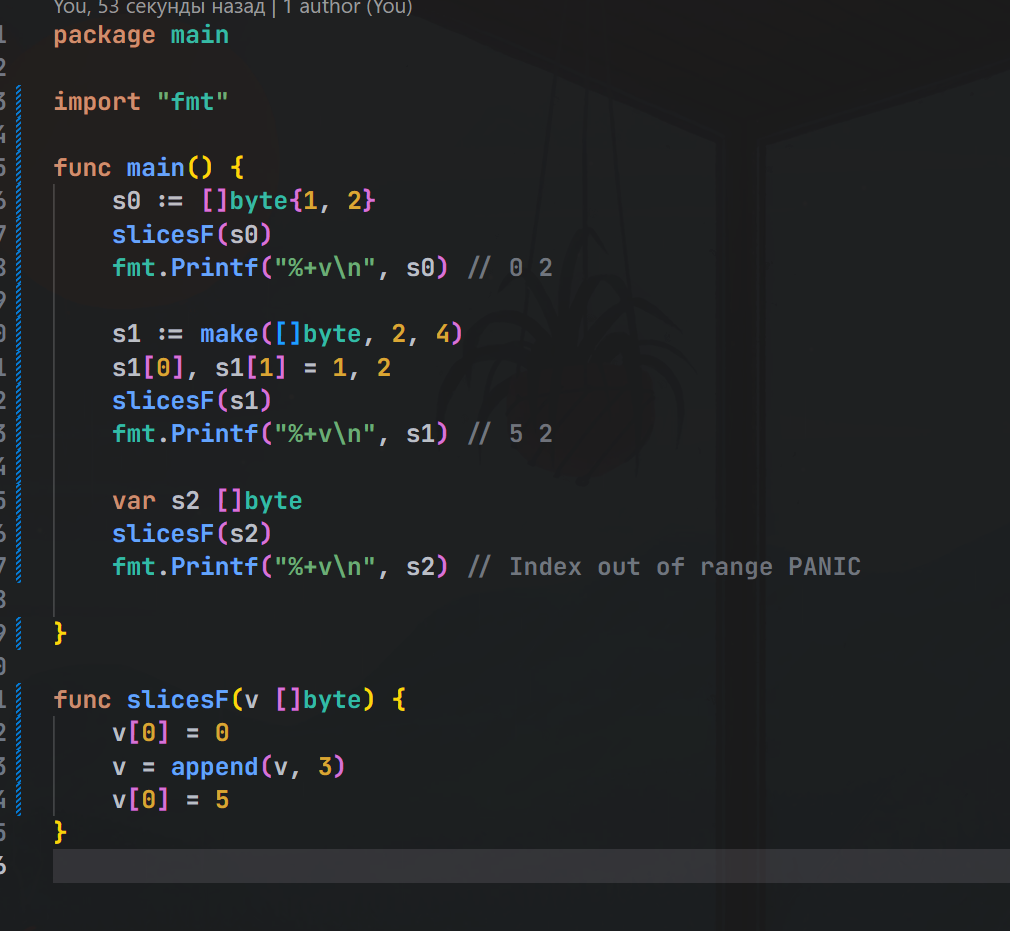 You, 53 секунды назад | 1 author (You)
1 package main
2
3 import "fmt"
4
5 func main() {
6 s0 := []byte{1, 2}
7 slicesF(s0)
8 fmt.Printf("%+v\n", s0) // 0 2
9
0 s1 := make([]byte, 2, 4)
1 s1[0], s1[1] = 1, 2
2 slicesF(s1)
3 fmt.Printf("%+v\n", s1) // 5 2
4
5 var s2 []byte
6 slicesF(s2)
7 fmt.Printf("%+v\n", s2) // Index out of range PANIC
8
9 }
0
1 func slicesF(v []byte) {
2 v[0] = 0
3 v = append(v, 3)
4 v[0] = 5
5 }
6